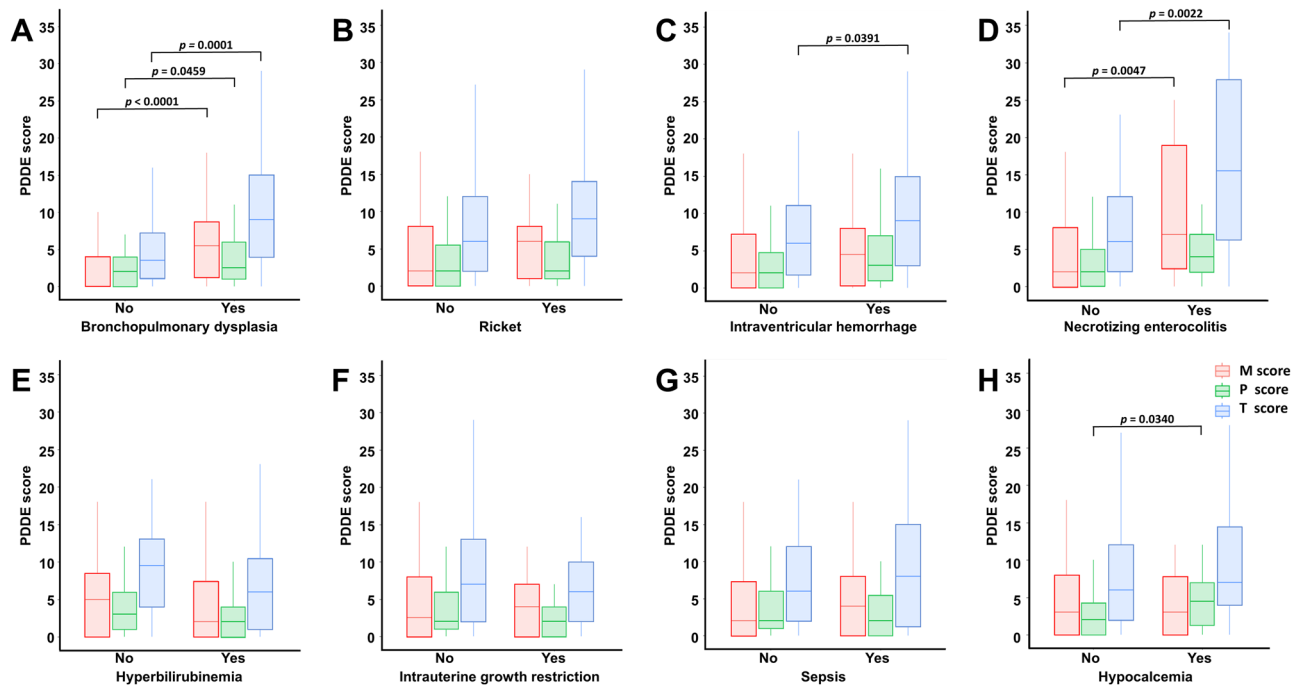 A
PDDE score
35
30
25
20
15
10
5
0
p = 0.0001
p = 0.0459
p < 0.0001
No Yes
Bronchopulmonary dysplasia
B
PDDE score
35
30
25
20
15
10
5
0
No Yes
Ricket
C
PDDE score
35
30
25
20
15
10
5
0
p = 0.0391
No Yes
Intraventricular hemorrhage
D
PDDE score
35
30
25
20
15
10
5
0
p = 0.0022
p = 0.0047
No Yes
Necrotizing enterocolitis
E
PDDE score
35
30
25
20
15
10
5
0
No Yes
Hyperbilirubinemia
F
PDDE score
35
30
25
20
15
10
5
0
No Yes
Intrauterine growth restriction
G
PDDE score
35
30
25
20
15
10
5
0
No Yes
Sepsis
H
PDDE score
35
30
25
20
15
10
5
0
M score
P score
T score
p = 0.0340
No Yes
Hypocalcemia